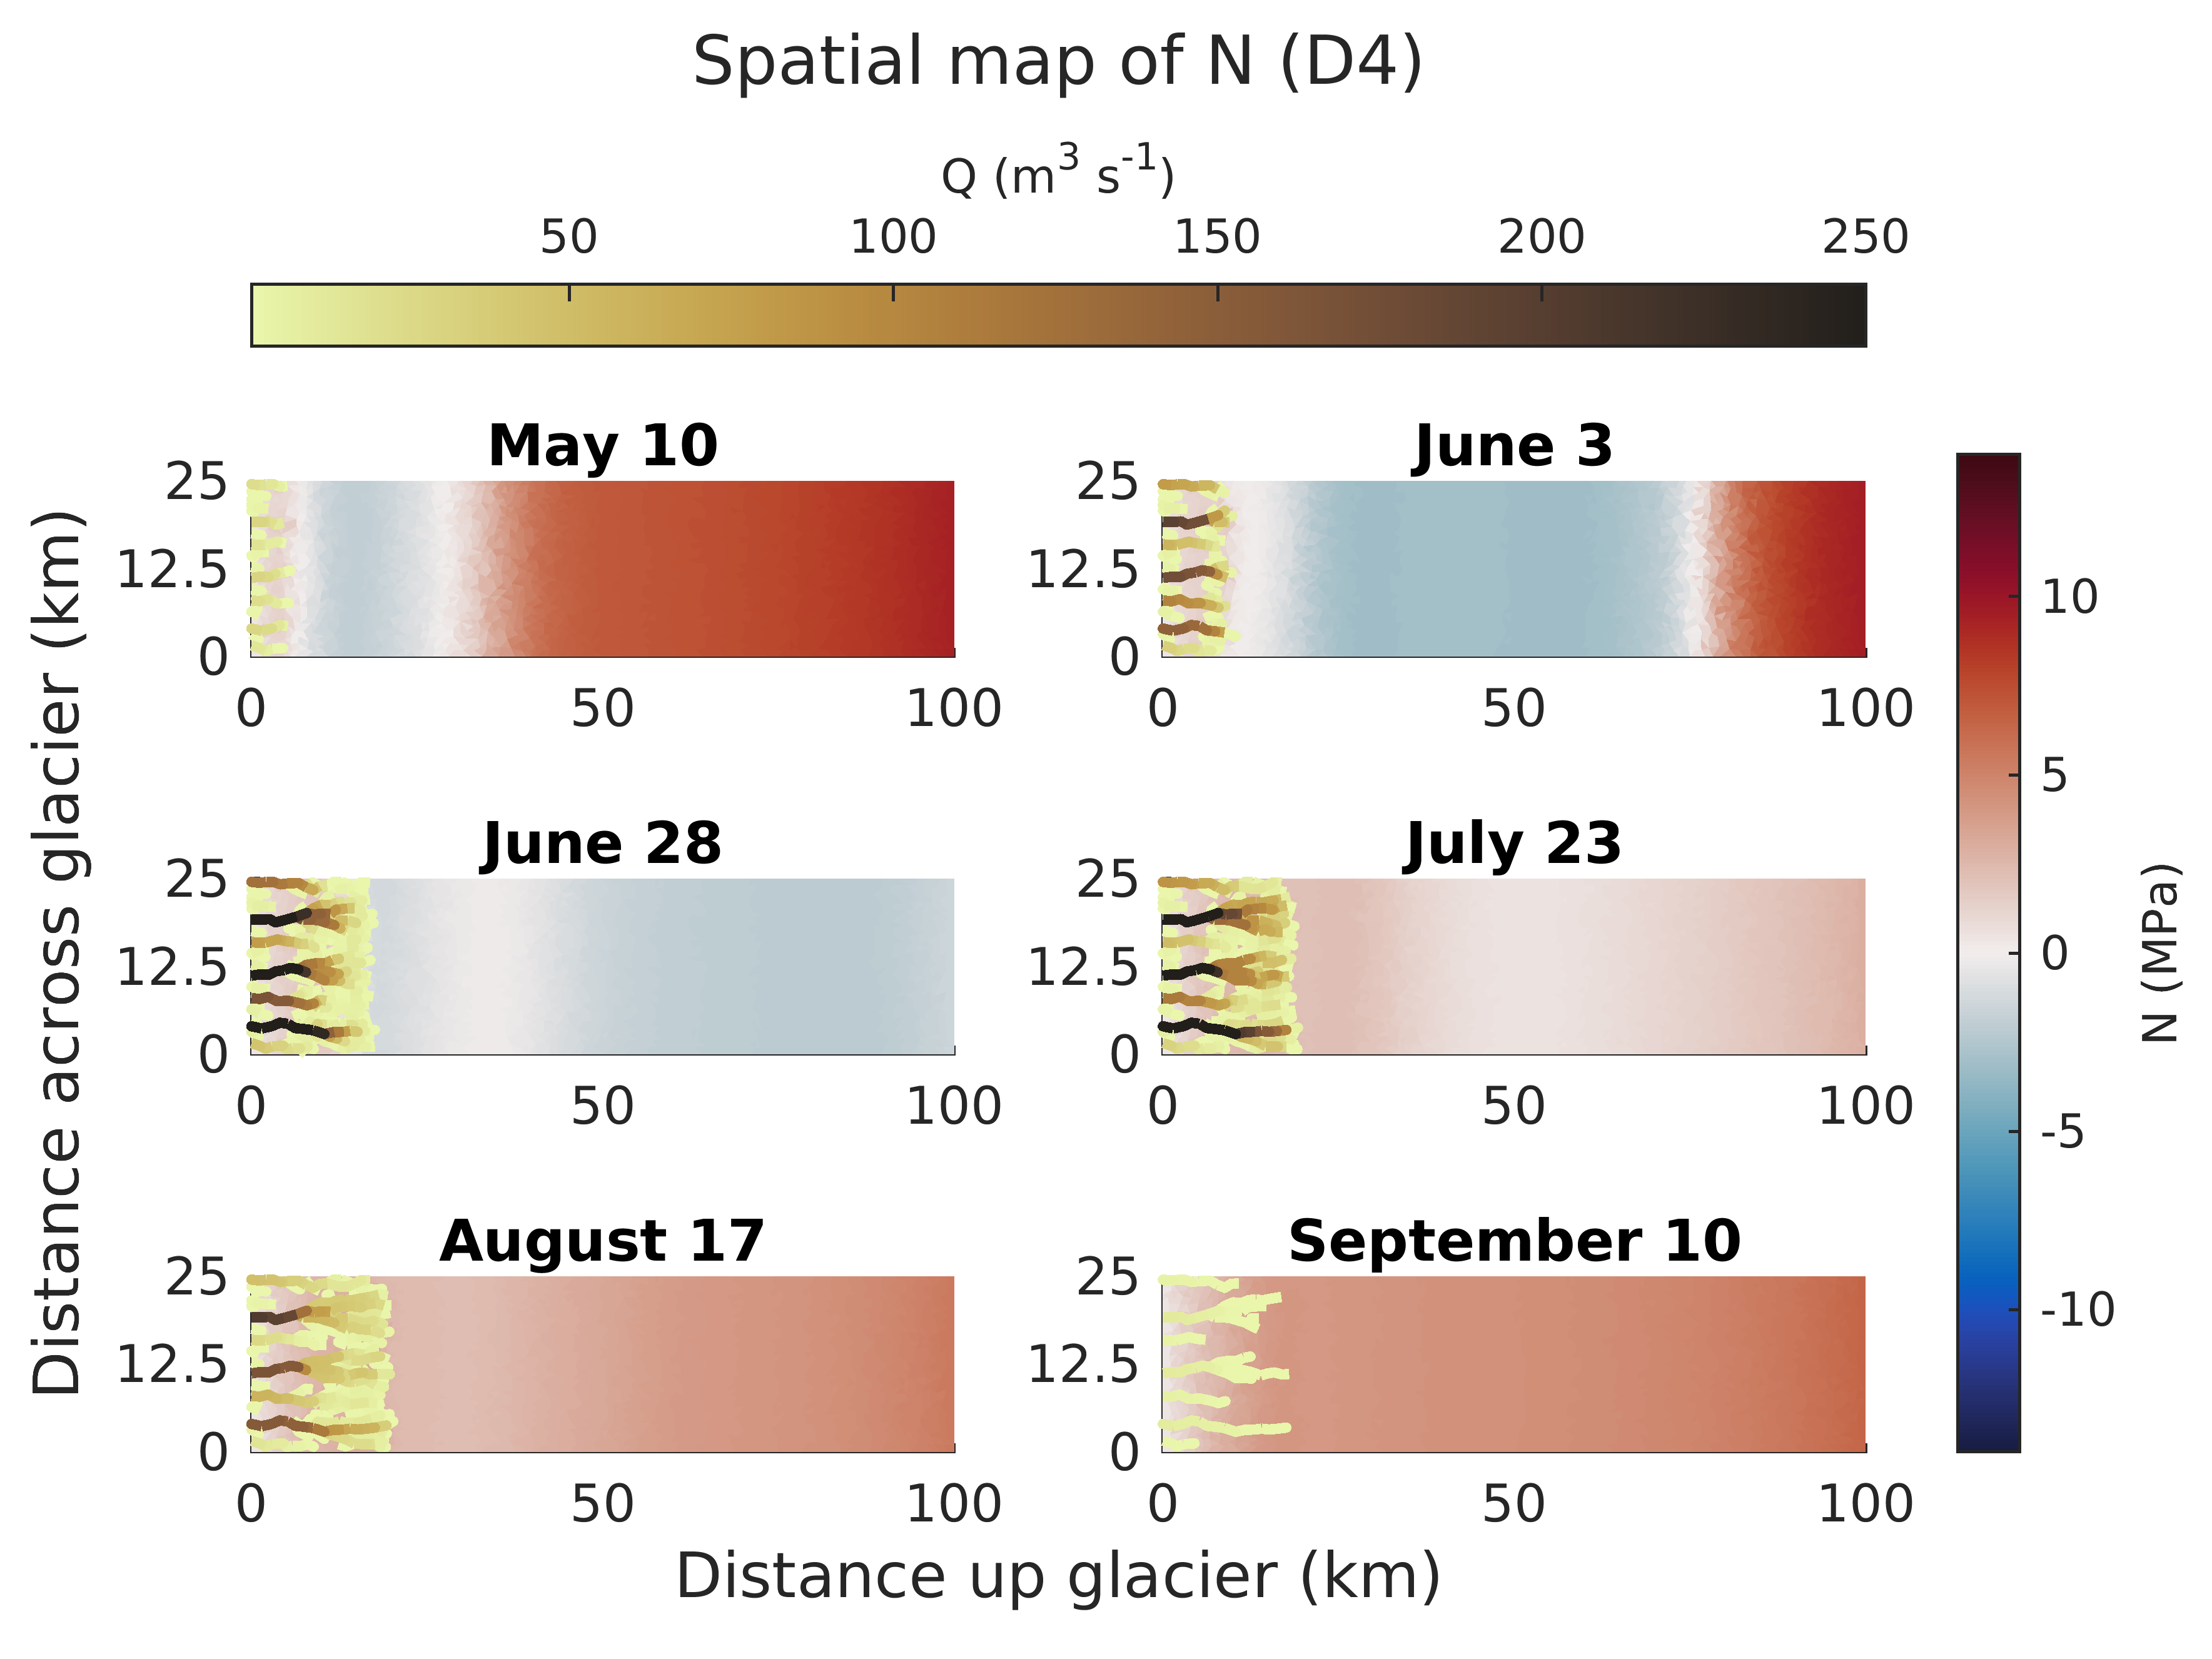 Spatial map of N (D4)
Q (m³ s⁻¹)
50 100 150 200 250
May 10
25
12.5
0
0 50 100
June 3
25
12.5
0
0 50 100
June 28
25
12.5
0
0 50 100
July 23
25
12.5
0
0 50 100
August 17
25
12.5
0
0 50 100
September 10
25
12.5
0
0 50 100
Distance across glacier (km)
Distance up glacier (km)
10
5
0
-5
-10
N (MPa)